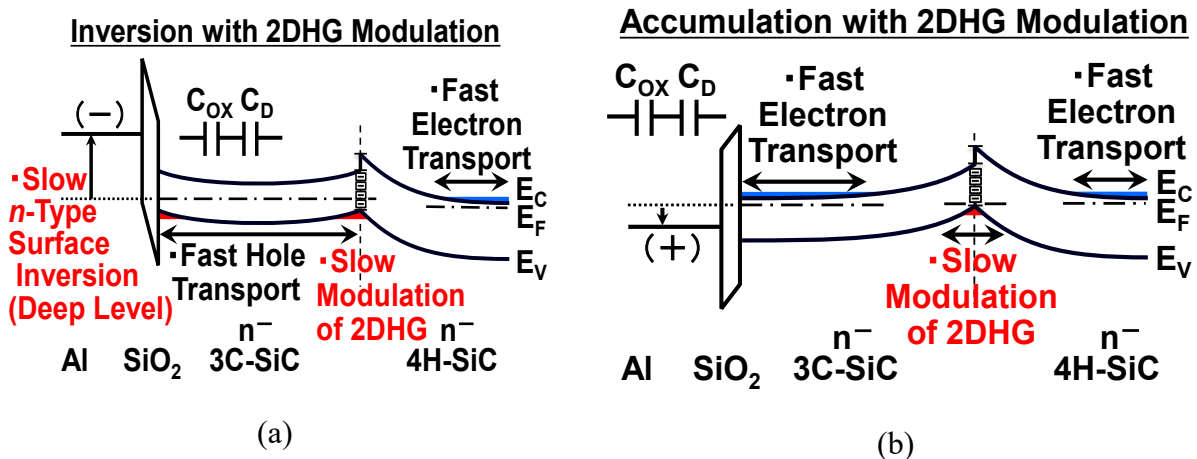 Inversion with 2DHG Modulation
(−)
C_OX C_D
・Fast
Electron
Transport
・Slow
n-Type
Surface
Inversion
(Deep Level)
E_C
E_F
E_V
・Fast Hole
Transport
・Slow
Modulation
of 2DHG
n⁻
n⁻
Al
SiO₂
3C-SiC
4H-SiC
(a)
Accumulation with 2DHG Modulation
C_OX C_D
・Fast
Electron
Transport
・Fast
Electron
Transport
E_C
E_F
E_V
(+)
・Slow
Modulation
of 2DHG
n⁻
n⁻
Al
SiO₂
3C-SiC
4H-SiC
(b)